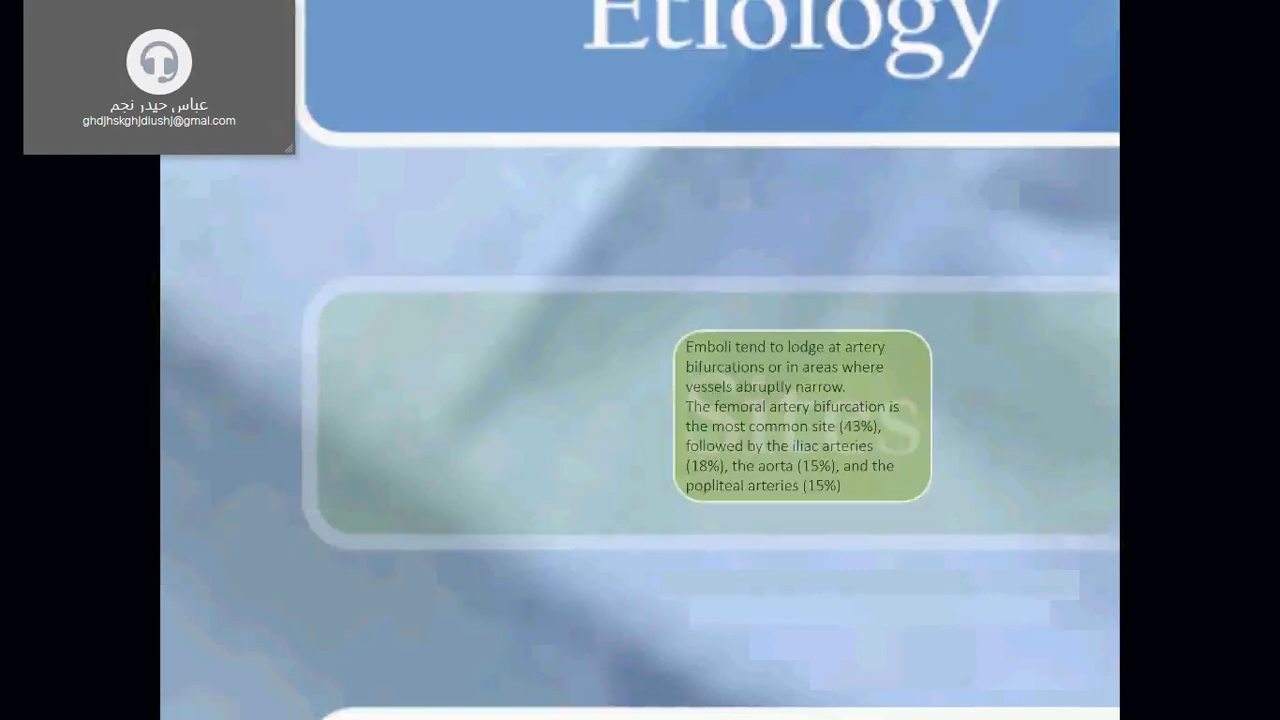 Etiology
عباس حيدر نجم
ghdjhskghjdlushj@gmal.com
Emboli tend to lodge at artery
bifurcations or in areas where
vessels abruptly narrow.
The femoral artery bifurcation is
the most common site (43%),
followed by the iliac arteries
(18%), the aorta (15%), and the
popliteal arteries (15%)